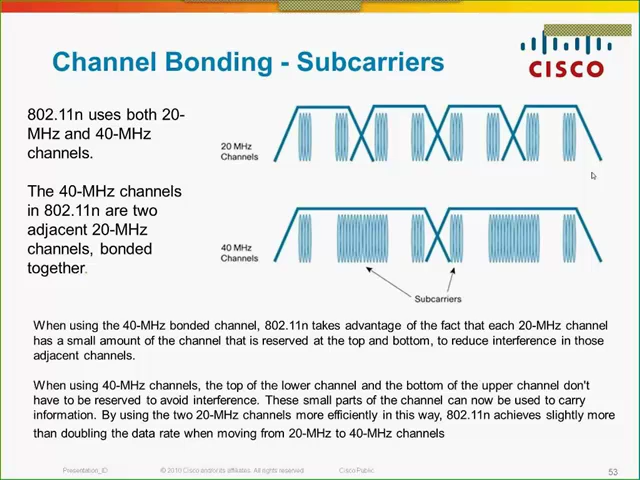 Channel Bonding - Subcarriers
CISCO
802.11n uses both 20-
MHz and 40-MHz
channels.
The 40-MHz channels
in 802.11n are two
adjacent 20-MHz
channels, bonded
together.
20 MHz
Channels
40 MHz
Channels
Subcarriers
When using the 40-MHz bonded channel, 802.11n takes advantage of the fact that each 20-MHz channel
has a small amount of the channel that is reserved at the top and bottom, to reduce interference in those
adjacent channels.
When using 40-MHz channels, the top of the lower channel and the bottom of the upper channel don't
have to be reserved to avoid interference. These small parts of the channel can now be used to carry
information. By using the two 20-MHz channels more efficiently in this way, 802.11n achieves slightly more
than doubling the data rate when moving from 20-MHz to 40-MHz channels
Presentation_ID
© 2010 Cisco and/or its affiliates. All rights reserved.
Cisco Public
53